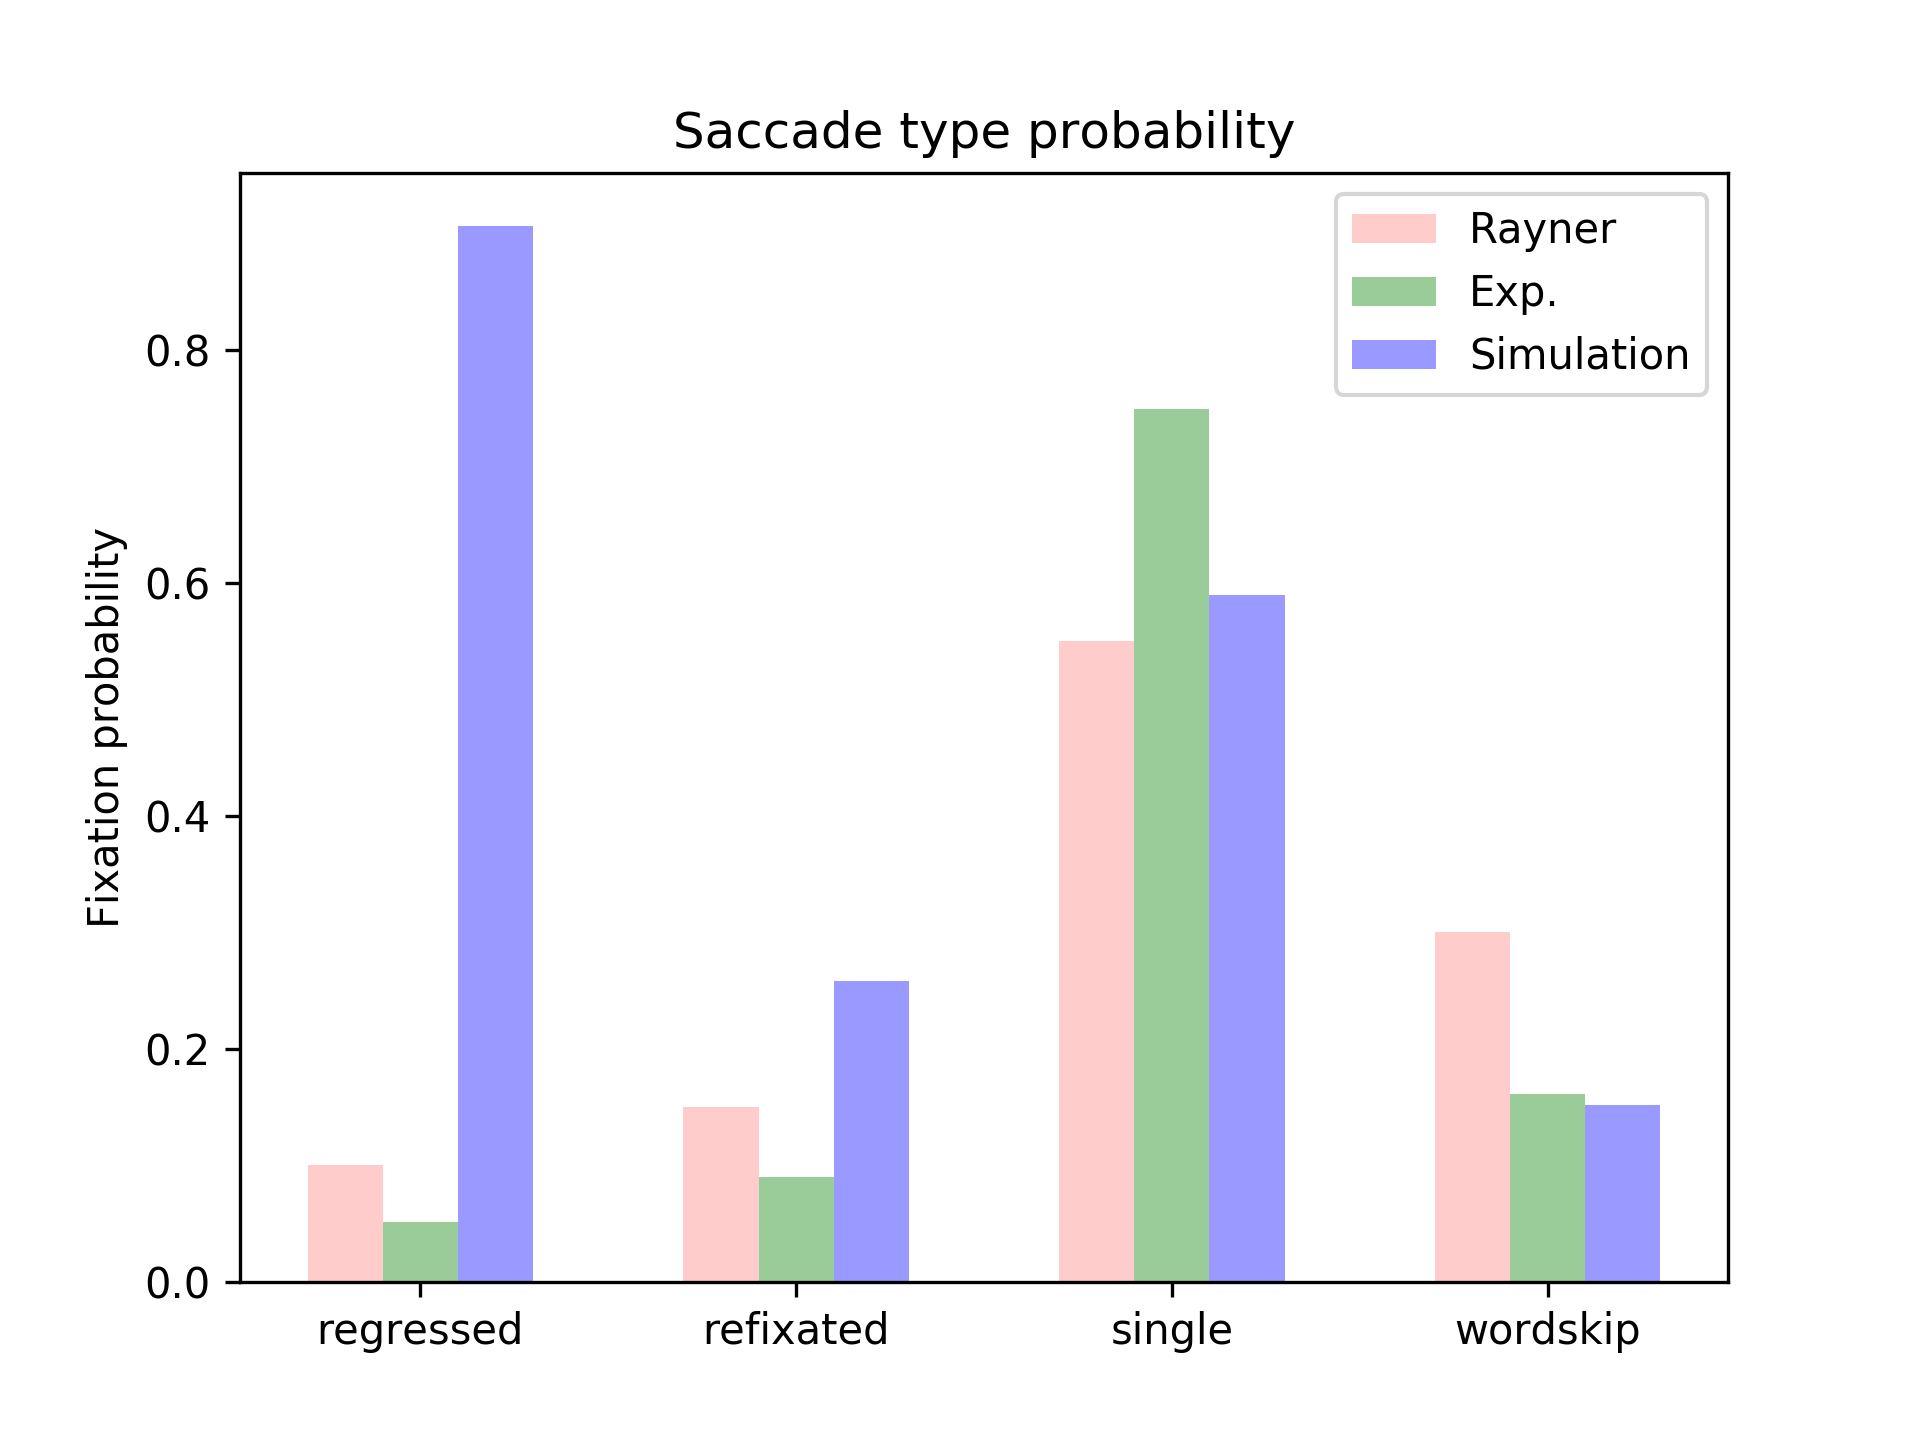 Saccade type probability
Rayner
Exp.
Simulation
Fixation probability
0.8
0.6
0.4
0.2
0.0
regressed refixated single wordskip